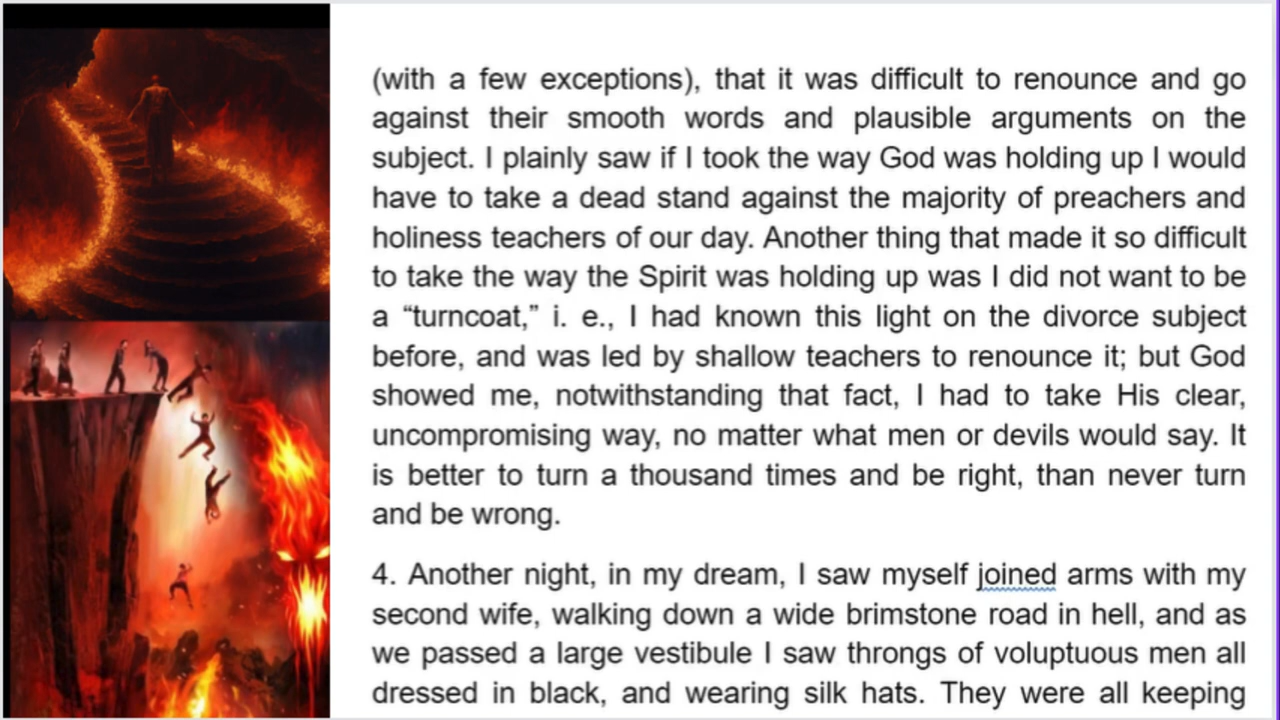 (with a few exceptions), that it was difficult to renounce and go
against their smooth words and plausible arguments on the
subject. I plainly saw if I took the way God was holding up I would
have to take a dead stand against the majority of preachers and
holiness teachers of our day. Another thing that made it so difficult
to take the way the Spirit was holding up was I did not want to be
a “turncoat,” i. e., I had known this light on the divorce subject
before, and was led by shallow teachers to renounce it; but God
showed me, notwithstanding that fact, I had to take His clear,
uncompromising way, no matter what men or devils would say. It
is better to turn a thousand times and be right, than never turn
and be wrong.
4. Another night, in my dream, I saw myself joined arms with my
second wife, walking down a wide brimstone road in hell, and as
we passed a large vestibule I saw throngs of voluptuous men all
dressed in black, and wearing silk hats. They were all keeping